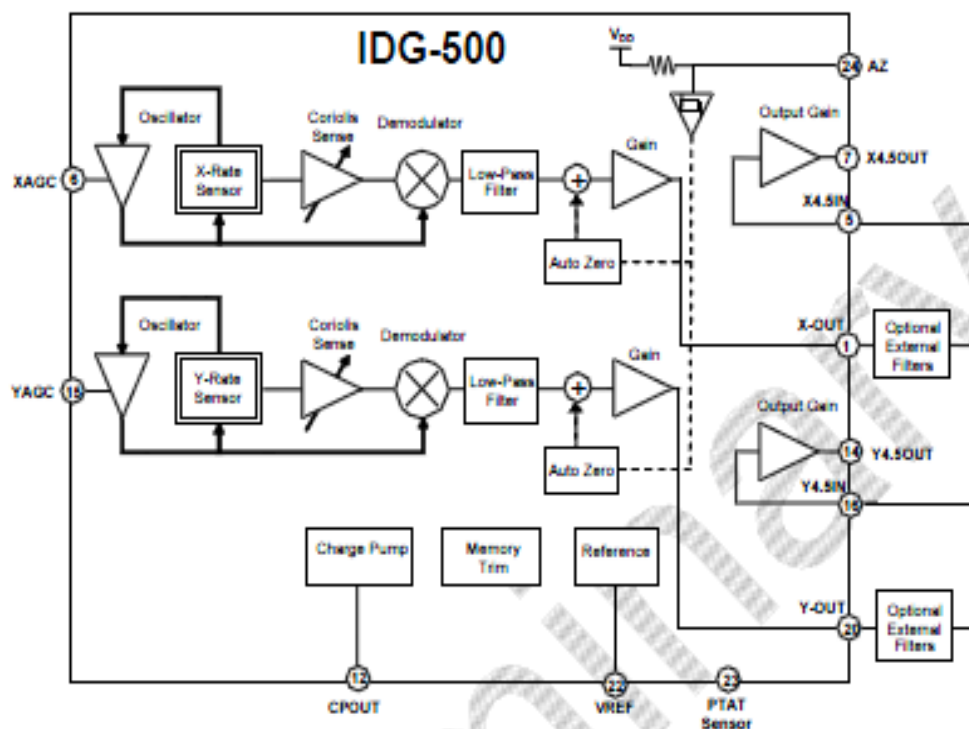 IDG-500
VDD
24 AZ
Oscillator
Coriolis
Sense
Demodulator
Gain
Output Gain
XAGC 6
X-Rate
Sensor
Low-Pass
Filter
+
7 X4.5OUT
X4.5IN
5
Auto Zero
X-OUT
1
Optional
External
Filters
Oscillator
Coriolis
Sense
Demodulator
Gain
Output Gain
YAGC 15
Y-Rate
Sensor
Low-Pass
Filter
+
14 Y4.5OUT
Y4.5IN
16
Auto Zero
Charge Pump
Memory
Trim
Reference
Y-OUT
20
Optional
External
Filters
12
CPOUT
22
VREF
23
PTAT
Sensor